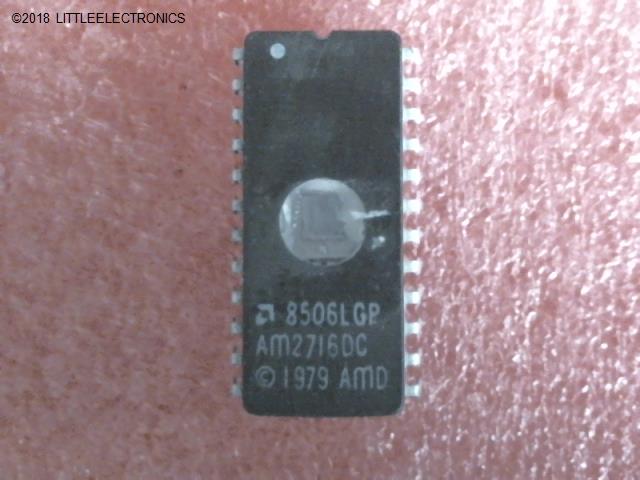 ©2018 LITTLEELECTRONICS
8506LGP
AM2716DC
© 1979 AMD